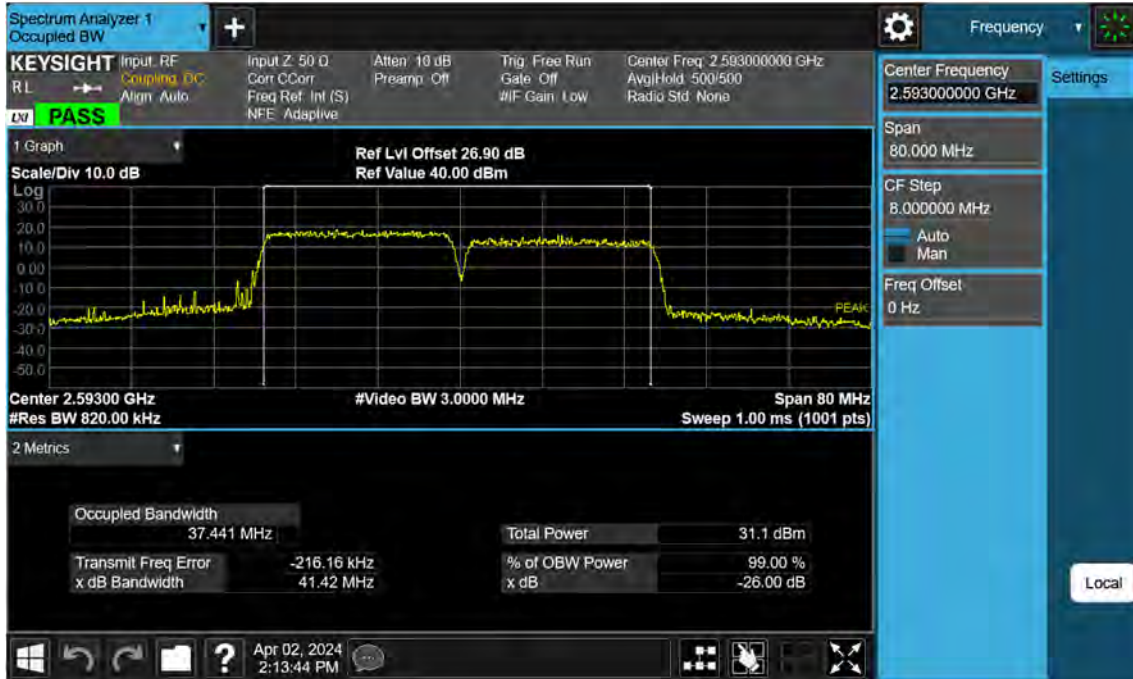 Spectrum Analyzer 1
Occupied BW
Frequency
KEYSIGHT
Input: RF
Coupling: DC
Align: Auto
Input Z: 50 Ω
Corr CCorr
Freq Ref: Int (S)
NFE: Adaptive
Atten: 10 dB
Preamp: Off
Trig: Free Run
Gate: Off
#IF Gain: Low
Center Freq: 2.593000000 GHz
Avg|Hold: 500/500
Radio Std: None
RL
LXI
PASS
Center Frequency
2.593000000 GHz
Settings
Span
80.000 MHz
CF Step
8.000000 MHz
Auto
Man
Freq Offset
0 Hz
Local
1 Graph
Scale/Div 10.0 dB
Ref Lvl Offset 26.90 dB
Ref Value 40.00 dBm
Log
30.0
20.0
10.0
0.00
-10.0
-20.0
-30.0
-40.0
-50.0
PEAK
Center 2.59300 GHz
#Video BW 3.0000 MHz
Span 80 MHz
#Res BW 820.00 kHz
Sweep 1.00 ms (1001 pts)
2 Metrics
Occupied Bandwidth
37.441 MHz
Total Power 31.1 dBm
Transmit Freq Error -216.16 kHz
% of OBW Power 99.00 %
x dB Bandwidth 41.42 MHz
x dB -26.00 dB
Apr 02, 2024
2:13:44 PM